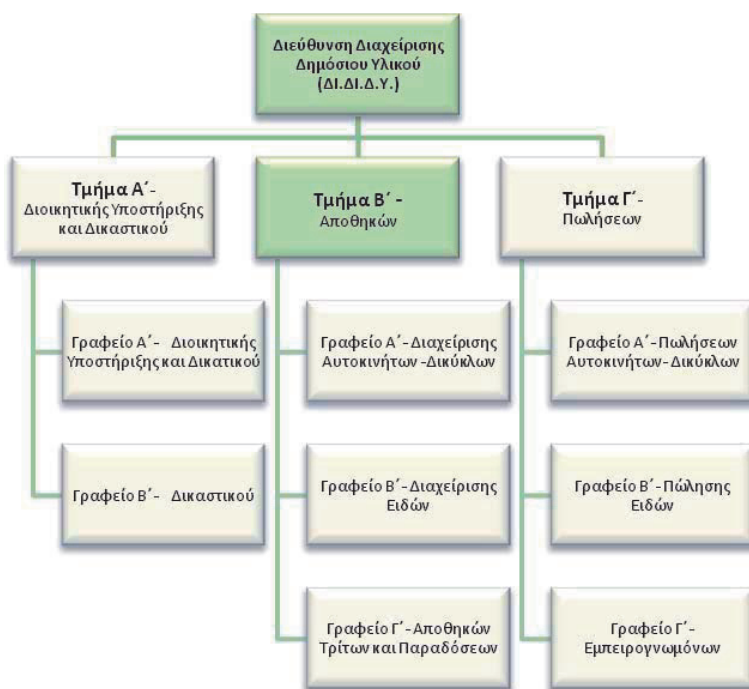 Διεύθυνση Διαχείρισης
Δημόσιου Υλικού
(ΔΙ.ΔΙ.Δ.Υ.)
Τμήμα Α΄-
Διοικητικής Υποστήριξης
και Δικαστικού
Τμήμα Β΄ -
Αποθηκών
Τμήμα Γ΄-
Πωλήσεων
Γραφείο Α΄- Διοικητικής
Υποστήριξης και Δικατικού
Γραφείο Α΄-Διαχείρισης
Αυτοκινήτων -Δικύκλων
Γραφείο Α΄-Πωλήσεων
Αυτοκινήτων- Δικύκλων
Γραφείο Β΄- Δικαστικού
Γραφείο Β΄-Διαχείρισης
Ειδών
Γραφείο Β΄-Πώλησης
Ειδών
Γραφείο Γ΄-Αποθηκών
Τρίτων και Παραδόσεων
Γραφείο Γ΄-
Εμπειρογνωμόνων